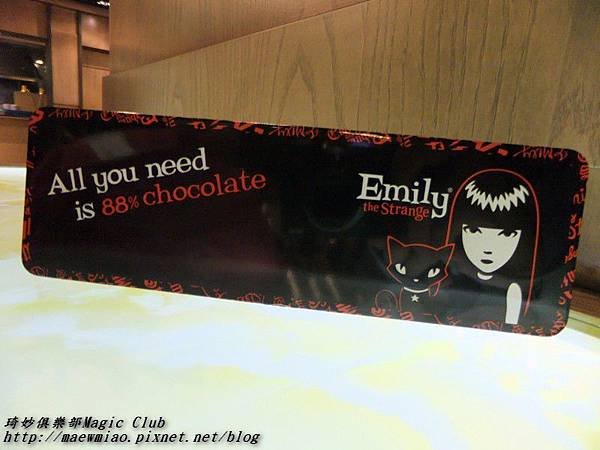 All you need
is 88% chocolate
Emily®
the Strange
琦妙俱樂部Magic Club
http://maewmiao.pixnet.net/blog